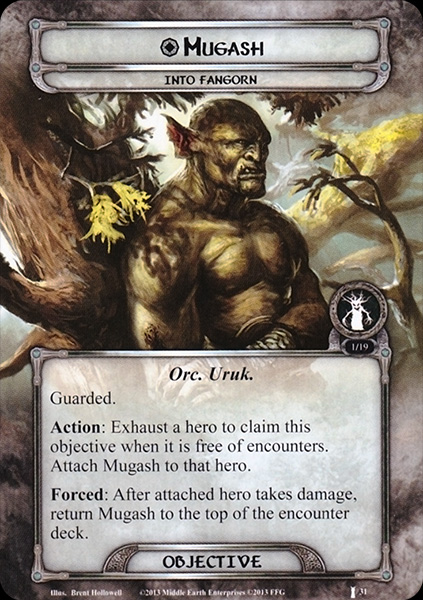 Mugash
INTO FANGORN
1/19
Orc. Uruk.
Guarded.
Action: Exhaust a hero to claim this
objective when it is free of encounters.
Attach Mugash to that hero.
Forced: After attached hero takes damage,
return Mugash to the top of the encounter
deck.
OBJECTIVE
Illus. Brent Hollowell ©2013 Middle Earth Enterprises ©2013 FFG 31